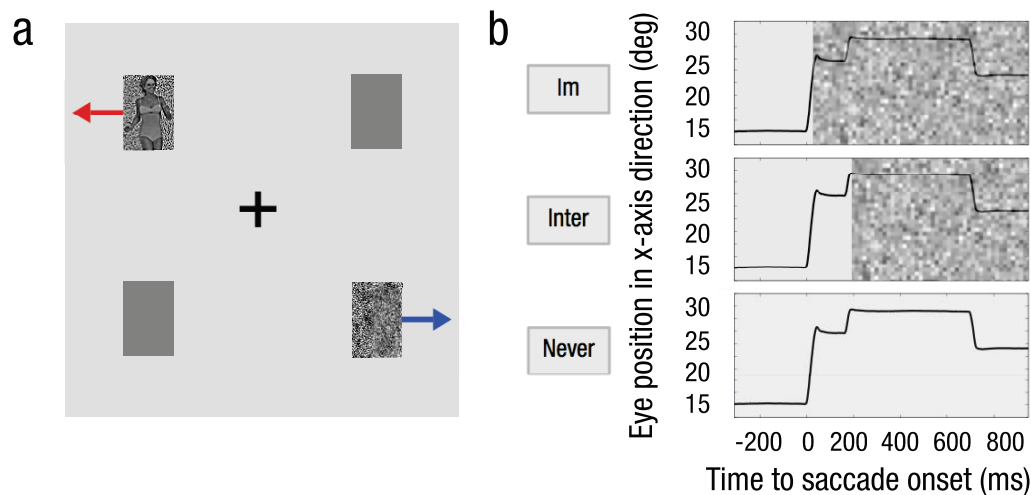 a
b
Im
Inter
Never
Eye position in x-axis direction (deg)
30
25
20
15
30
25
20
15
30
25
20
15
-200 0 200 400 600 800
Time to saccade onset (ms)